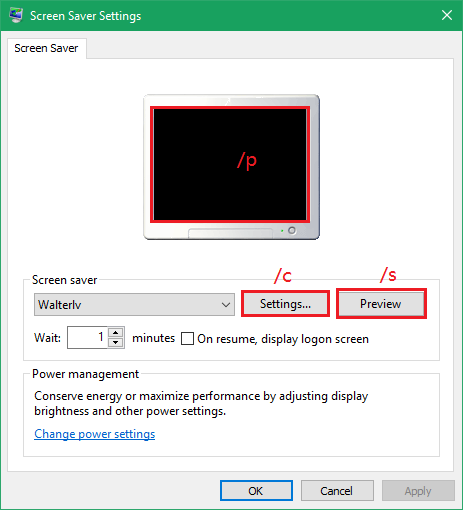 Screen Saver Settings
Screen Saver
/p
/c
/s
Screen saver
Walterlv
Settings...
Preview
Wait:
1
minutes
On resume, display logon screen
Power management
Conserve energy or maximize performance by adjusting display
brightness and other power settings.
Change power settings
OK
Cancel
Apply